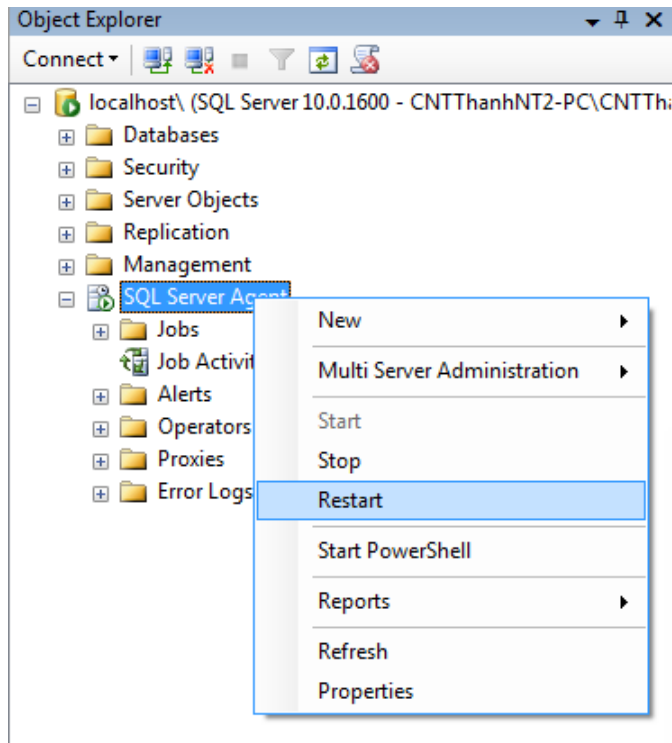 Object Explorer
Connect
localhost\ (SQL Server 10.0.1600 - CNTThanhNT2-PC\CNTTh
Databases
Security
Server Objects
Replication
Management
SQL Server Agent
Jobs
Job Activit
Alerts
Operators
Proxies
Error Logs
New
Multi Server Administration
Start
Stop
Restart
Start PowerShell
Reports
Refresh
Properties